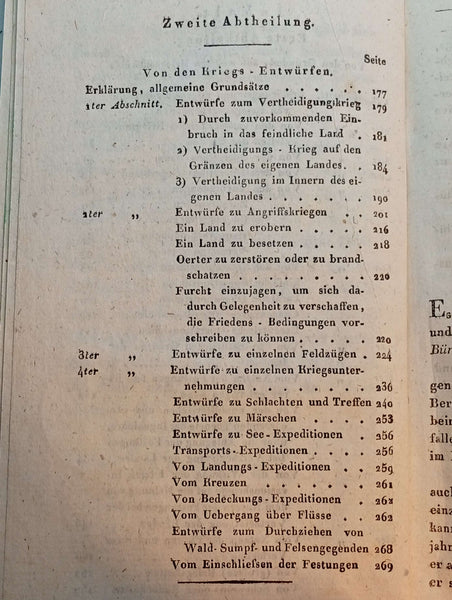 Zweite Abtheilung.
Seite
Von den Kriegs-Entwürfen.
Erklärung, allgemeine Grundsätze . . . . . . 177
1ter Abschnitt. Entwürfe zum Vertheidigungskrieg 179
1) Durch zuvorkommenden Ein-
bruch in das feindliche Land . 181
2) Vertheidigungs-Krieg auf den
Gränzen des eigenen Landes. . 184
3) Vertheidigung im Innern des ei-
genen Landes . . . . . . . 190
2ter „ Entwürfe zu Angriffskriegen . . 201
Ein Land zu erobern . . . . . 216
Ein Land zu besetzen . . . . . 218
Oerter zu zerstören oder zu brand-
schatzen . . . . . . . . . 220
Furcht einzujagen, um sich da-
durch Gelegenheit zu verschaffen,
die Friedens-Bedingungen vor-
schreiben zu können . . . . . 220
3ter „ Entwürfe zu einzelnen Feldzügen . 224
4ter „ Entwürfe zu einzelnen Kriegsunter-
nehmungen . . . . . . . . 236
Entwürfe zu Schlachten und Treffen 240
Entwürfe zu Märschen . . . . 253
Entwürfe zu See-Expeditionen . 256
Transports-Expeditionen . . . . 256
Von Landungs-Expeditionen . . 259
Vom Kreuzen . . . . . . . 261
Von Bedeckungs-Expeditionen . 262
Vom Uebergang über Flüsse . . 262
Entwürfe zum Durchziehen von
Wald-Sumpf- und Felsengegenden 268
Vom Einschliefsen der Festungen 269
und
gen
Ber
bein
falle
im
auch
einz
kann
jahr
er a
er s